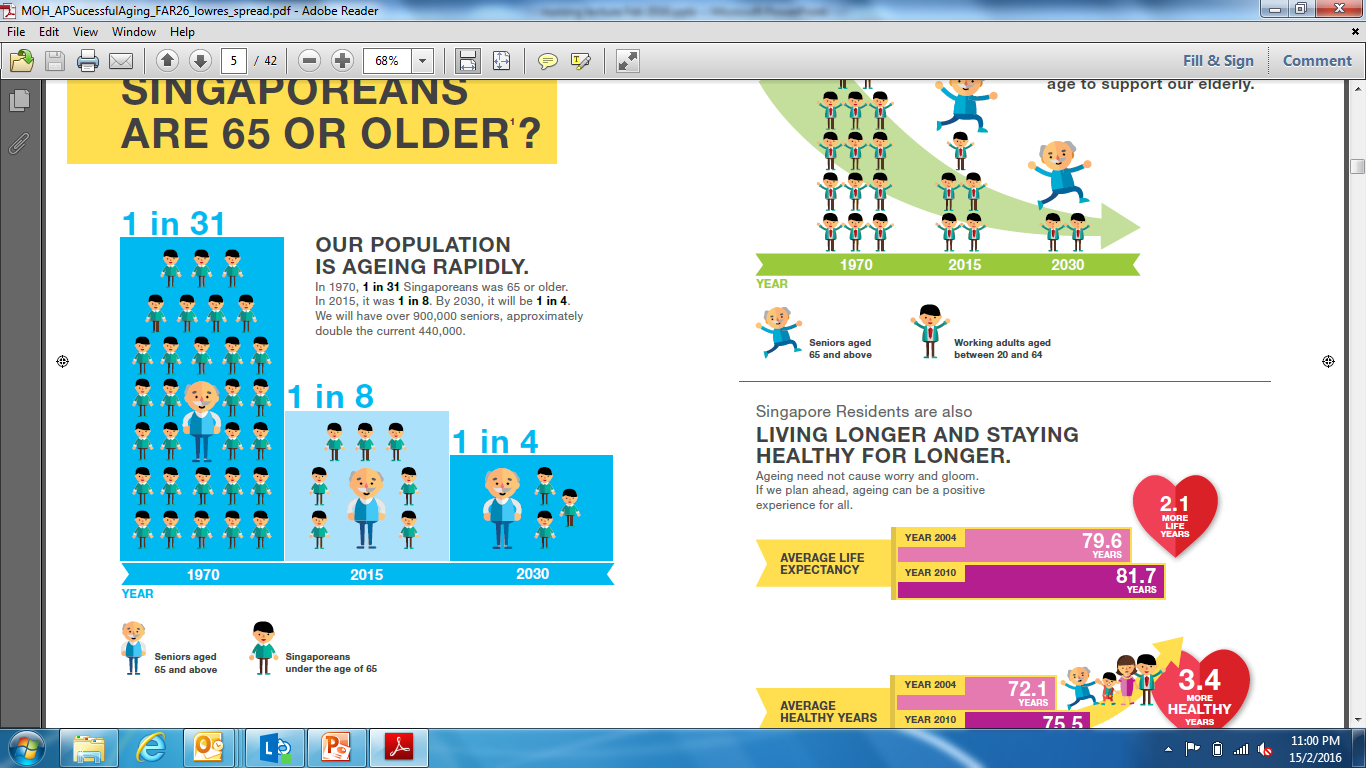 MOH_APSucessfulAging_FAR26_lowres_spread.pdf - Adobe Reader
File Edit View Window Help
5 / 42 68% Fill & Sign Comment
SINGAPOREANS
ARE 65 OR OLDER¹?
1 in 31
OUR POPULATION
IS AGEING RAPIDLY.
In 1970, 1 in 31 Singaporeans was 65 or older.
In 2015, it was 1 in 8. By 2030, it will be 1 in 4.
We will have over 900,000 seniors, approximately
double the current 440,000.
1 in 8
1 in 4
1970 2015 2030
YEAR
Seniors aged
65 and above
Singaporeans
under the age of 65
age to support our elderly.
1970 2015 2030
YEAR
Seniors aged
65 and above
Working adults aged
between 20 and 64
Singapore Residents are also
LIVING LONGER AND STAYING
HEALTHY FOR LONGER.
Ageing need not cause worry and gloom.
If we plan ahead, ageing can be a positive
experience for all.
2.1
MORE
LIFE
YEARS
AVERAGE LIFE
EXPECTANCY
YEAR 2004 79.6
YEARS
YEAR 2010 81.7
YEARS
3.4
MORE
HEALTHY
YEARS
AVERAGE
HEALTHY YEARS
YEAR 2004 72.1
YEARS
YEAR 2010 75.5
11:00 PM
15/2/2016